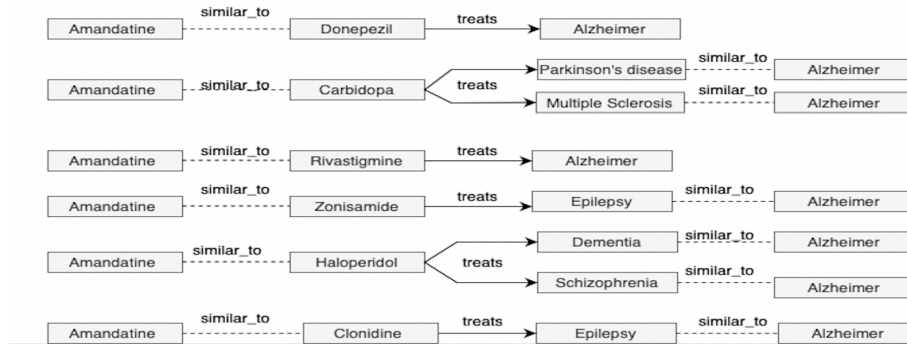 similar_to treats
Amandatine Donepezil Alzheimer
similar_to similar_to
Parkinson's disease Alzheimer
Amandatine similar_to Carbidopa treats
similar_to
Multiple Sclerosis Alzheimer
similar_to treats
Amandatine Rivastigmine Alzheimer
similar_to treats similar_to
Amandatine Zonisamide Epilepsy Alzheimer
similar_to
Dementia similar_to Alzheimer
Amandatine Haloperidol treats
similar_to
Schizophrenia Alzheimer
similar_to treats similar_to
Amandatine Clonidine Epilepsy Alzheimer